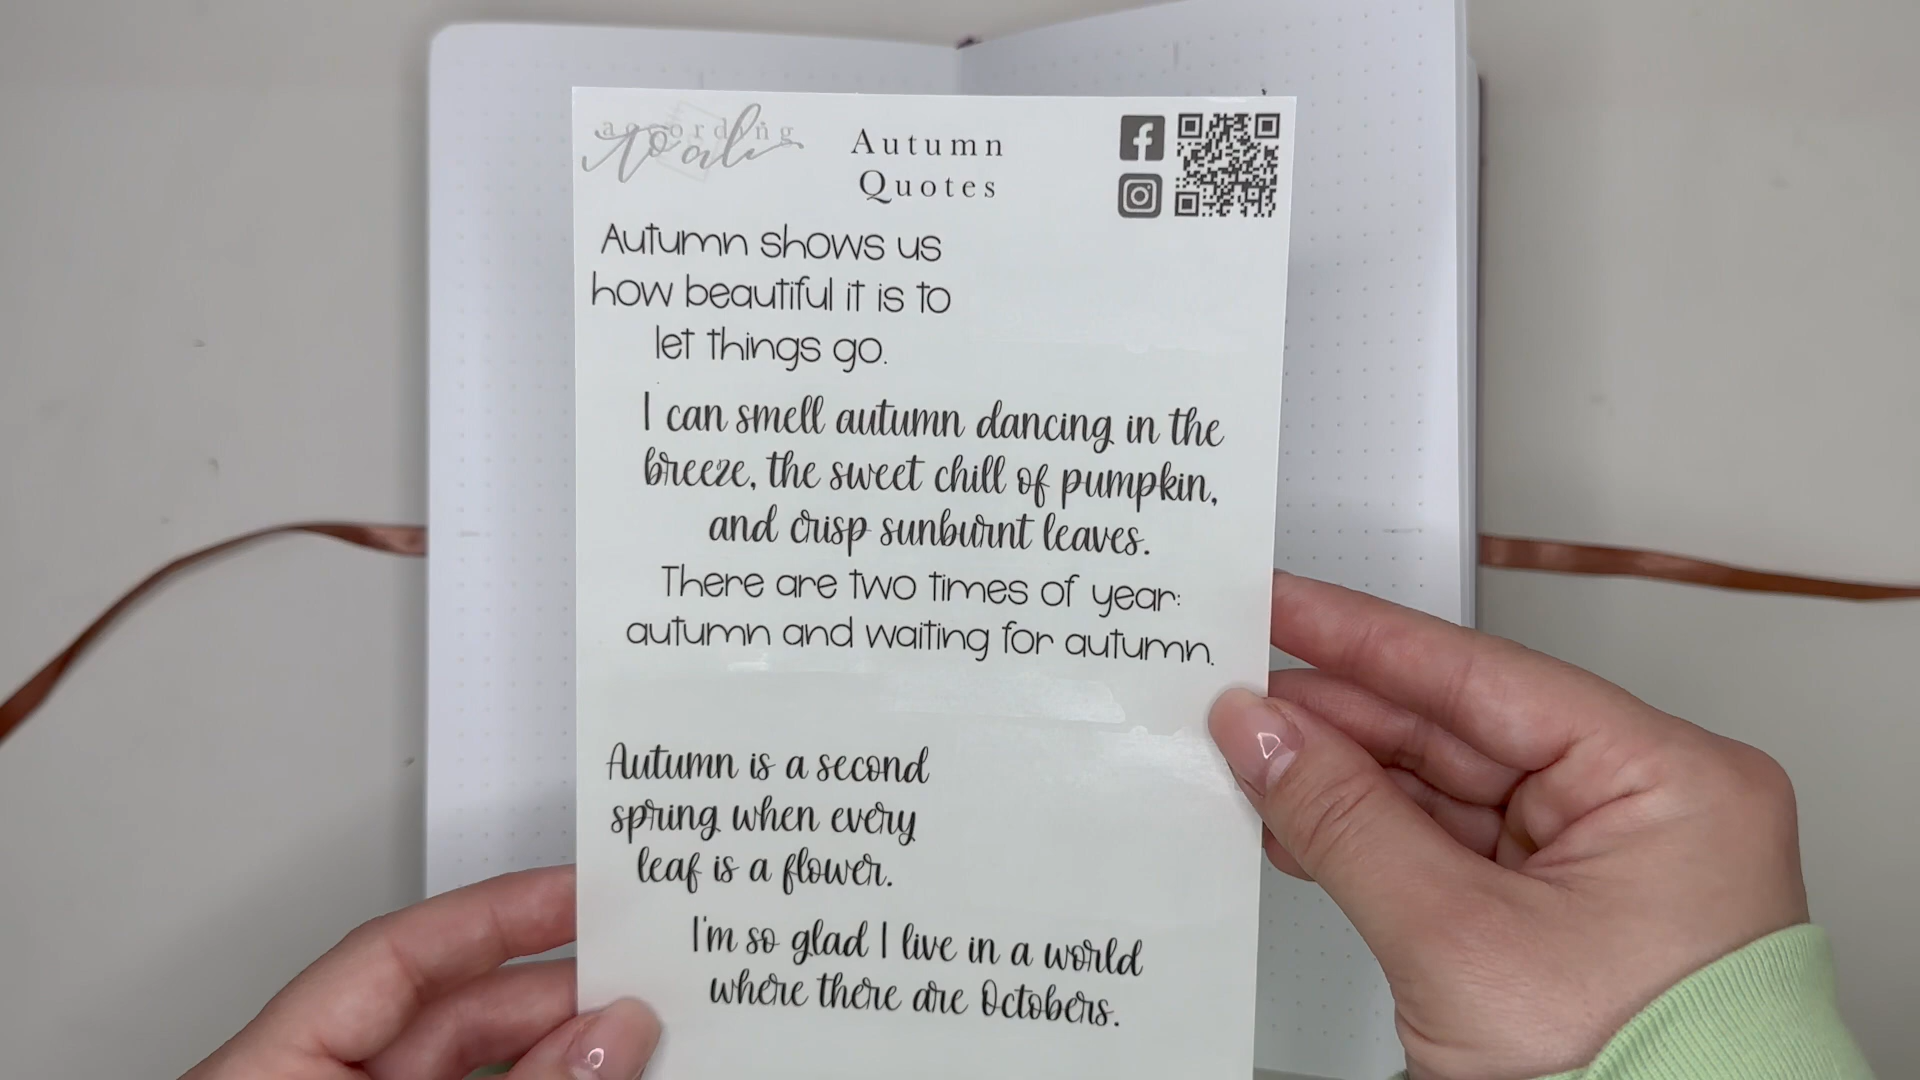 according
to ali
Autumn
Quotes
Autumn shows us
how beautiful it is to
let things go.
I can smell autumn dancing in the
breeze, the sweet chill of pumpkin,
and crisp sunburnt leaves.
There are two times of year:
autumn and waiting for autumn.
Autumn is a second
spring when every
leaf is a flower.
I'm so glad I live in a world
where there are Octobers.